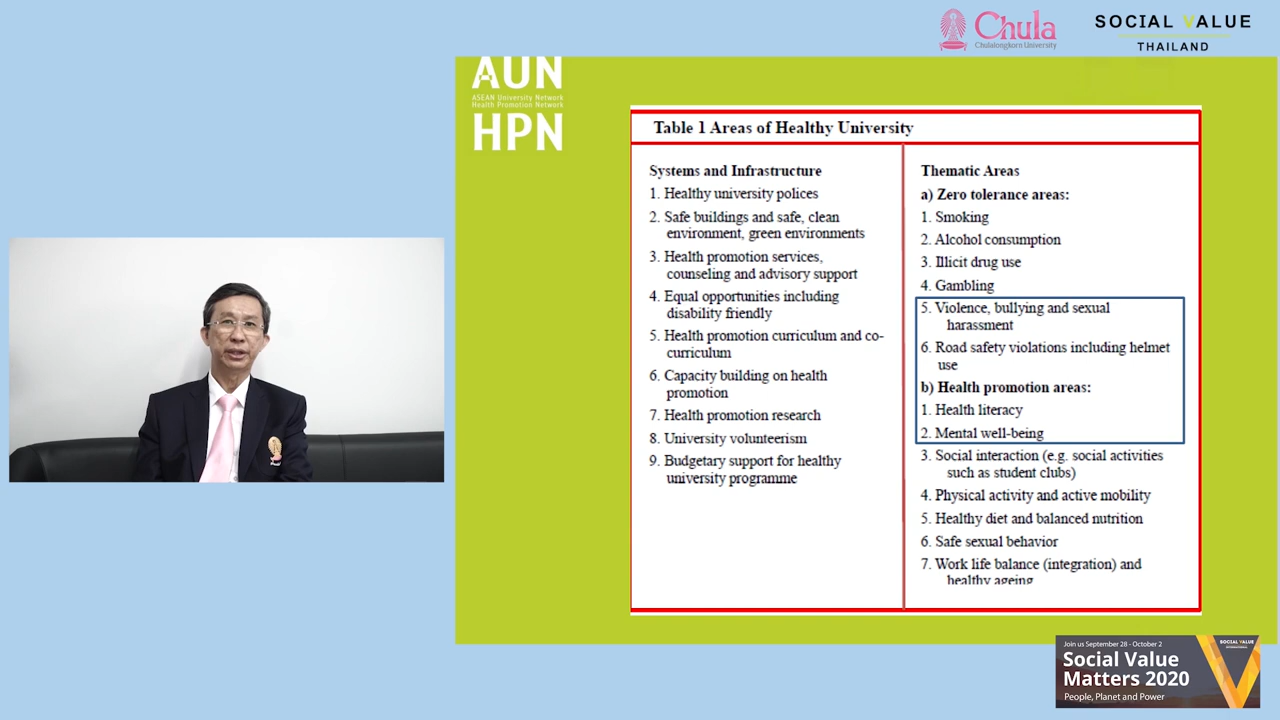 Chula
Chulalongkorn University
SOCIAL VALUE
THAILAND
AUN
ASEAN University Network
Health Promotion Network
HPN
Table 1 Areas of Healthy University
Systems and Infrastructure
1. Healthy university polices
2. Safe buildings and safe, clean
environment, green environments
3. Health promotion services,
counseling and advisory support
4. Equal opportunities including
disability friendly
5. Health promotion curriculum and co-
curriculum
6. Capacity building on health
promotion
7. Health promotion research
8. University volunteerism
9. Budgetary support for healthy
university programme
Thematic Areas
a) Zero tolerance areas:
1. Smoking
2. Alcohol consumption
3. Illicit drug use
4. Gambling
5. Violence, bullying and sexual
harassment
6. Road safety violations including helmet
use
b) Health promotion areas:
1. Health literacy
2. Mental well-being
3. Social interaction (e.g. social activities
such as student clubs)
4. Physical activity and active mobility
5. Healthy diet and balanced nutrition
6. Safe sexual behavior
7. Work life balance (integration) and
healthy ageing
Join us September 28 - October 2
Social Value
Matters 2020
People, Planet and Power
SOCIAL VALUE
INTERNATIONAL